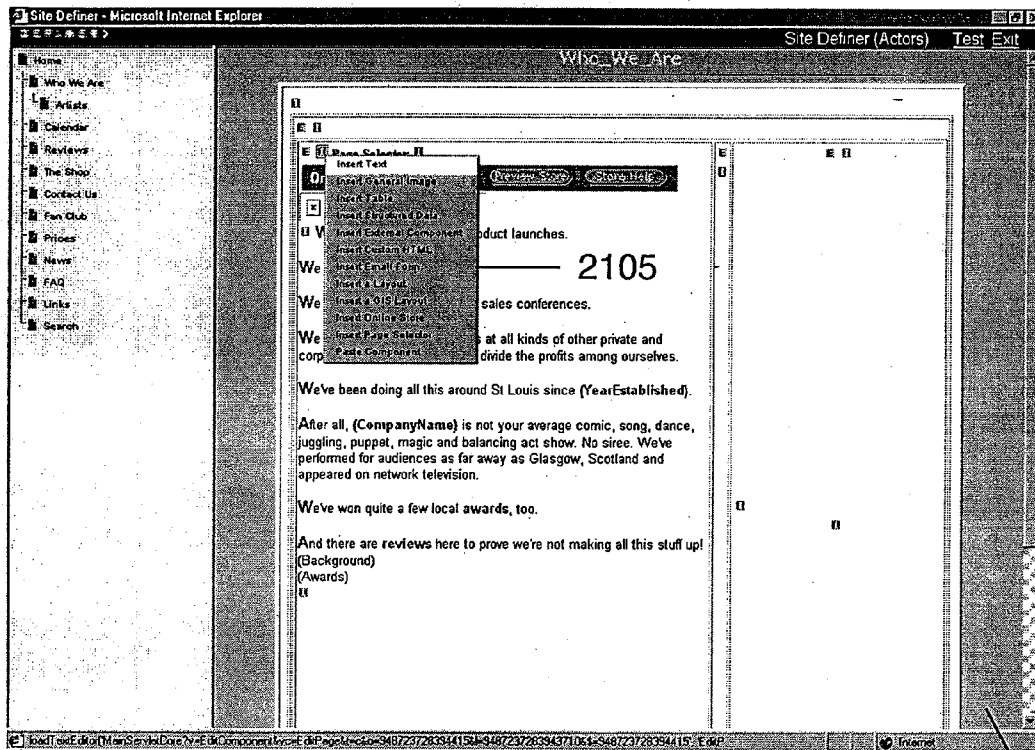 Site Definer - Microsoft Internet Explorer
Site Definer (Actors) Test Exit
Home
Who We Are
Artists
Calendar
Reviews
The Shop
Contact Us
Fan Club
Prices
News
FAQ
Links
Search
Who_We_Are
Page Selector
Insert Text
Insert General Image
Insert Table
Insert Structured Data
Insert External Component
Insert Custom HTML
Insert Email Form
Insert a Layout
Insert a GIS Layout
Insert Online Store
Insert Page Selector
Paste Component
Preview Store Store Help
W oduct launches.
We
2105
We sales conferences.
We s at all kinds of other private and
corp divide the profits among ourselves.
We've been doing all this around St Louis since {YearEstablished}.
After all, {CompanyName} is not your average comic, song, dance,
juggling, puppet, magic and balancing act show. No siree. We've
performed for audiences as far away as Glasgow, Scotland and
appeared on network television.
We've won quite a few local awards, too.
And there are reviews here to prove we're not making all this stuff up!
(Background)
(Awards)
Internet